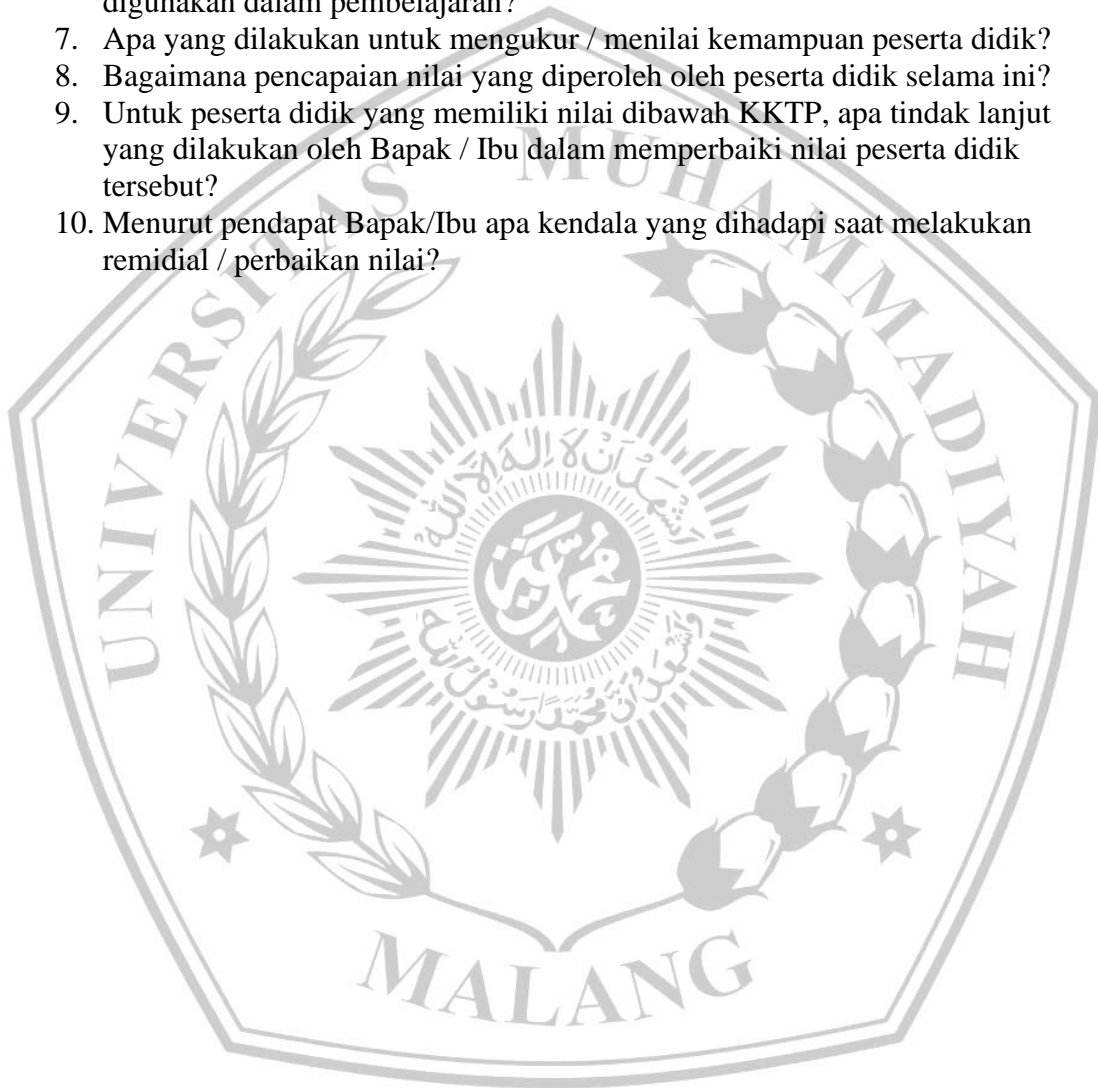 digunakan dalam pembelajaran?
7. Apa yang dilakukan untuk mengukur / menilai kemampuan peserta didik?
8. Bagaimana pencapaian nilai yang diperoleh oleh peserta didik selama ini?
9. Untuk peserta didik yang memiliki nilai dibawah KKTP, apa tindak lanjut
yang dilakukan oleh Bapak / Ibu dalam memperbaiki nilai peserta didik
tersebut?
10. Menurut pendapat Bapak/Ibu apa kendala yang dihadapi saat melakukan
remidial / perbaikan nilai?
UNIVERSITAS MUHAMMADIYAH
MALANG